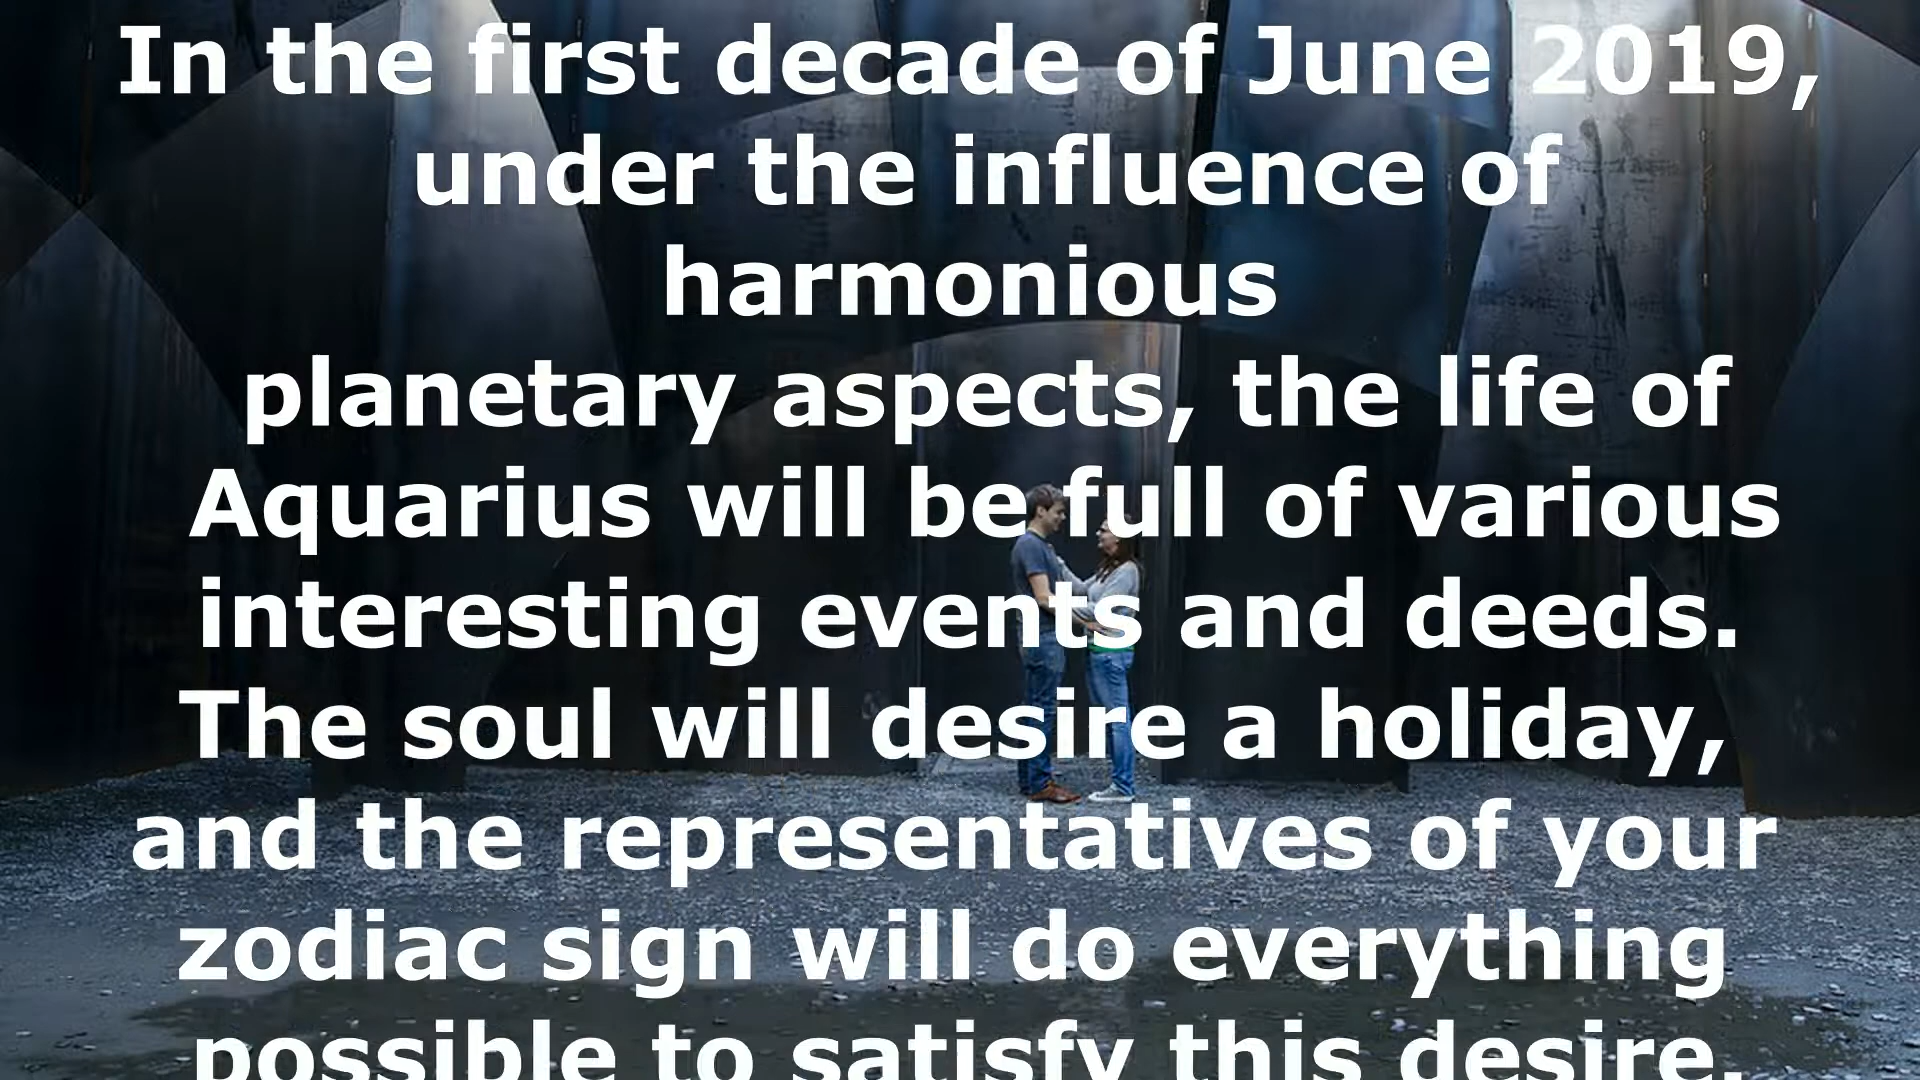 In the first decade of June 2019,
under the influence of
harmonious
planetary aspects, the life of
Aquarius will be full of various
interesting events and deeds.
The soul will desire a holiday,
and the representatives of your
zodiac sign will do everything
possible to satisfy this desire.